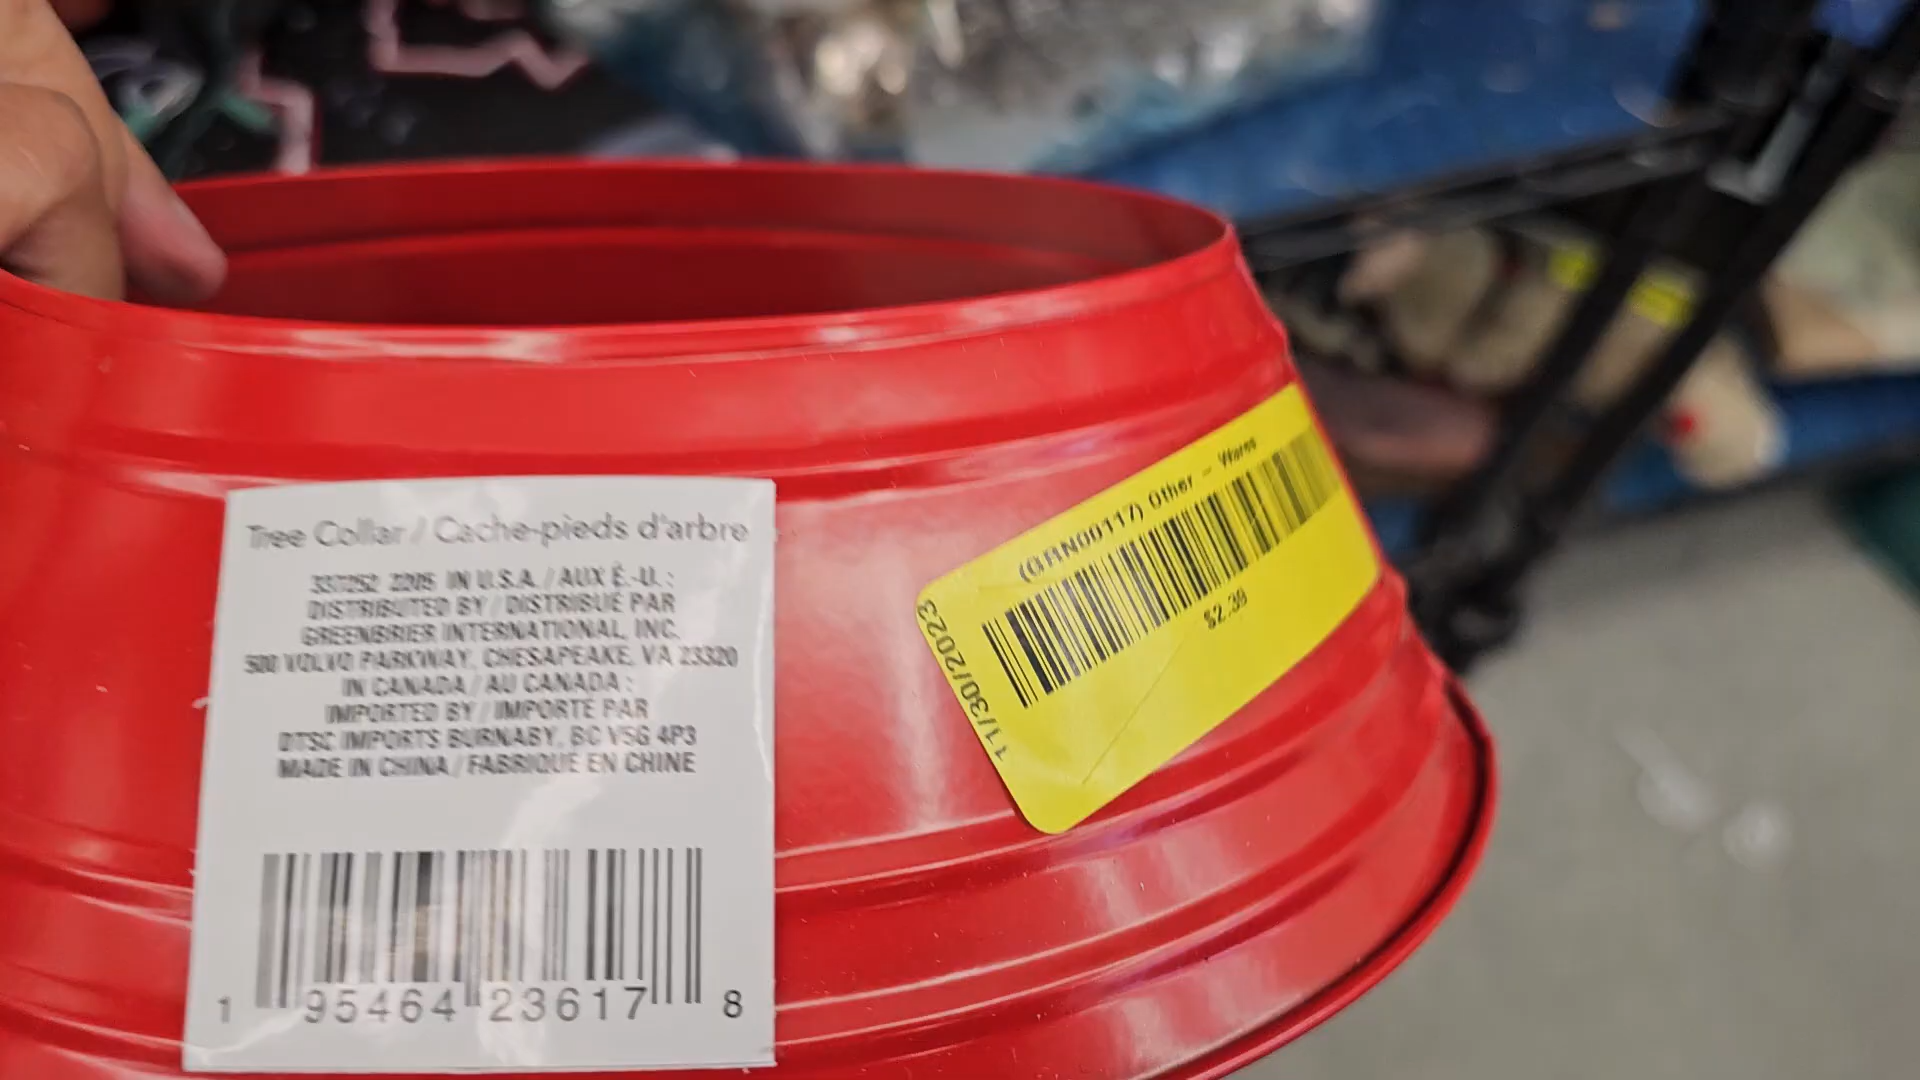 Tree Collar / Cache-pieds d'arbre
337252 2205 IN U.S.A. / AUX É.-U. :
DISTRIBUTED BY / DISTRIBUÉ PAR
GREENBRIER INTERNATIONAL, INC.
500 VOLVO PARKWAY, CHESAPEAKE, VA 23320
IN CANADA / AU CANADA :
IMPORTED BY / IMPORTÉ PAR
DTSC IMPORTS BURNABY, BC V5G 4P3
MADE IN CHINA / FABRIQUÉ EN CHINE
1 95464 23617 8
(GRN00117) Other - Wares
$2.39
11/30/2023